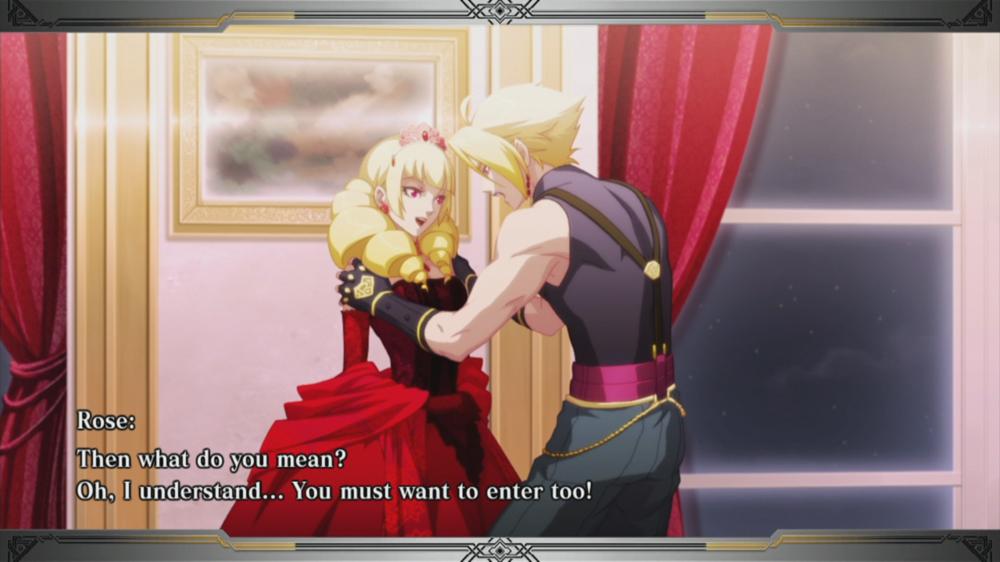 Rose:
Then what do you mean?
Oh, I understand... You must want to enter too!